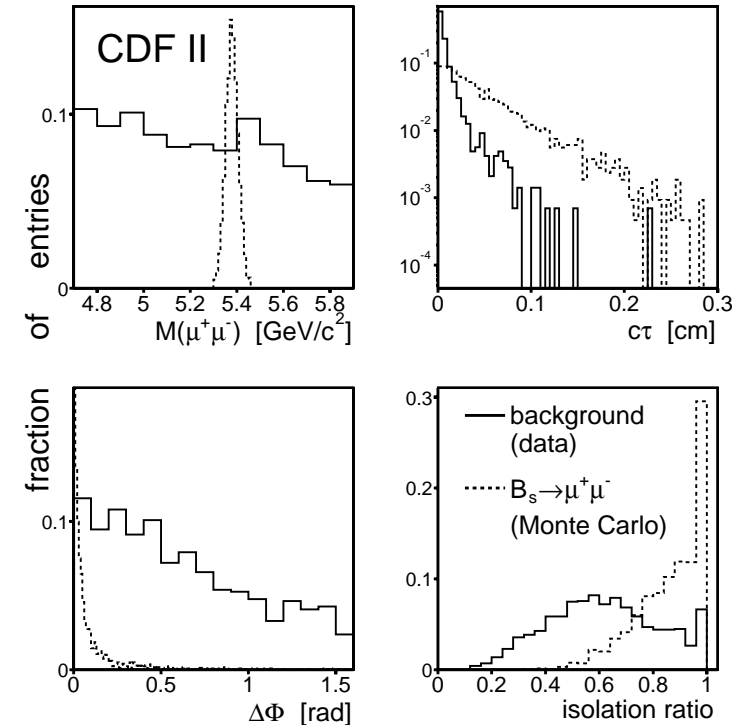 fraction of entries
CDF II
0.1
0
4.8 5 5.2 5.4 5.6 5.8
M(μ⁺μ⁻) [GeV/c²]
10⁻¹
10⁻²
10⁻³
10⁻⁴
0 0.1 0.2 0.3
cτ [cm]
0.1
0
0 0.5 1 1.5
ΔΦ [rad]
0.3
0.2
0.1
0
background
(data)
Bₛ→μ⁺μ⁻
(Monte Carlo)
0 0.2 0.4 0.6 0.8 1
isolation ratio